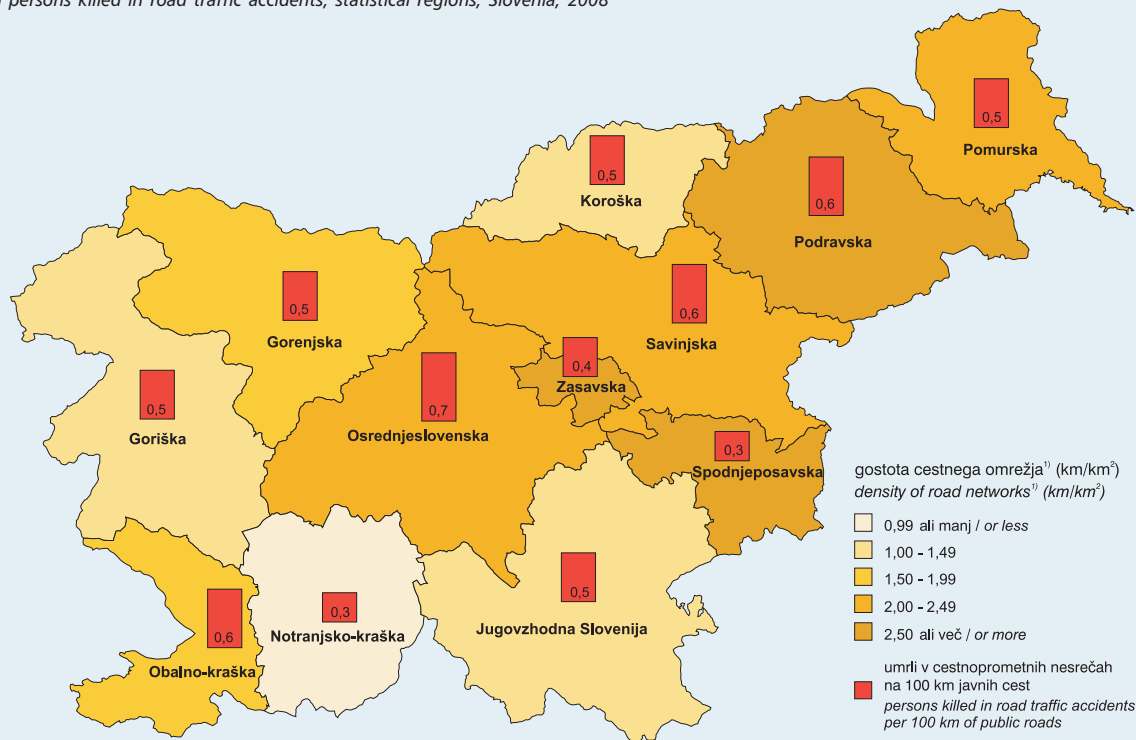 persons killed in road traffic accidents, statistical regions, Slovenia, 2008
0,5
Pomurska
0,5
Koroška
0,6
Podravska
0,5
Gorenjska
0,6
Savinjska
0,4
Zasavska
0,5
Goriška
0,7
Osrednjeslovenska
0,3
Spodnjeposavska
0,5
Jugovzhodna Slovenija
0,3
Notranjsko-kraška
0,6
Obalno-kraška
gostota cestnega omrežja¹⁾ (km/km²)
density of road networks¹⁾ (km/km²)
0,99 ali manj / or less
1,00 - 1,49
1,50 - 1,99
2,00 - 2,49
2,50 ali več / or more
umrli v cestnoprometnih nesrečah
na 100 km javnih cest
persons killed in road traffic accidents
per 100 km of public roads